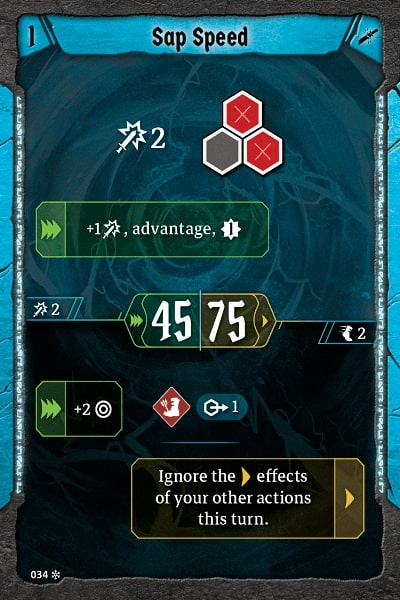 1
Sap Speed
2
+1 , advantage, 1
2
45 75
2
+2
1
Ignore the effects
of your other actions
this turn.
034